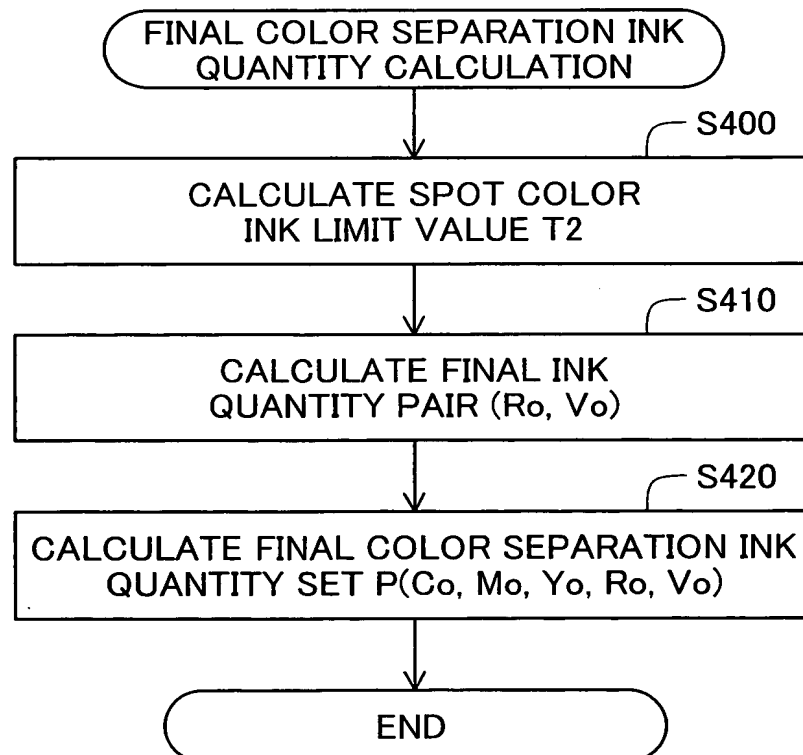 FINAL COLOR SEPARATION INK
QUANTITY CALCULATION
S400
CALCULATE SPOT COLOR
INK LIMIT VALUE T2
S410
CALCULATE FINAL INK
QUANTITY PAIR (Ro, Vo)
S420
CALCULATE FINAL COLOR SEPARATION INK
QUANTITY SET P(Co, Mo, Yo, Ro, Vo)
END